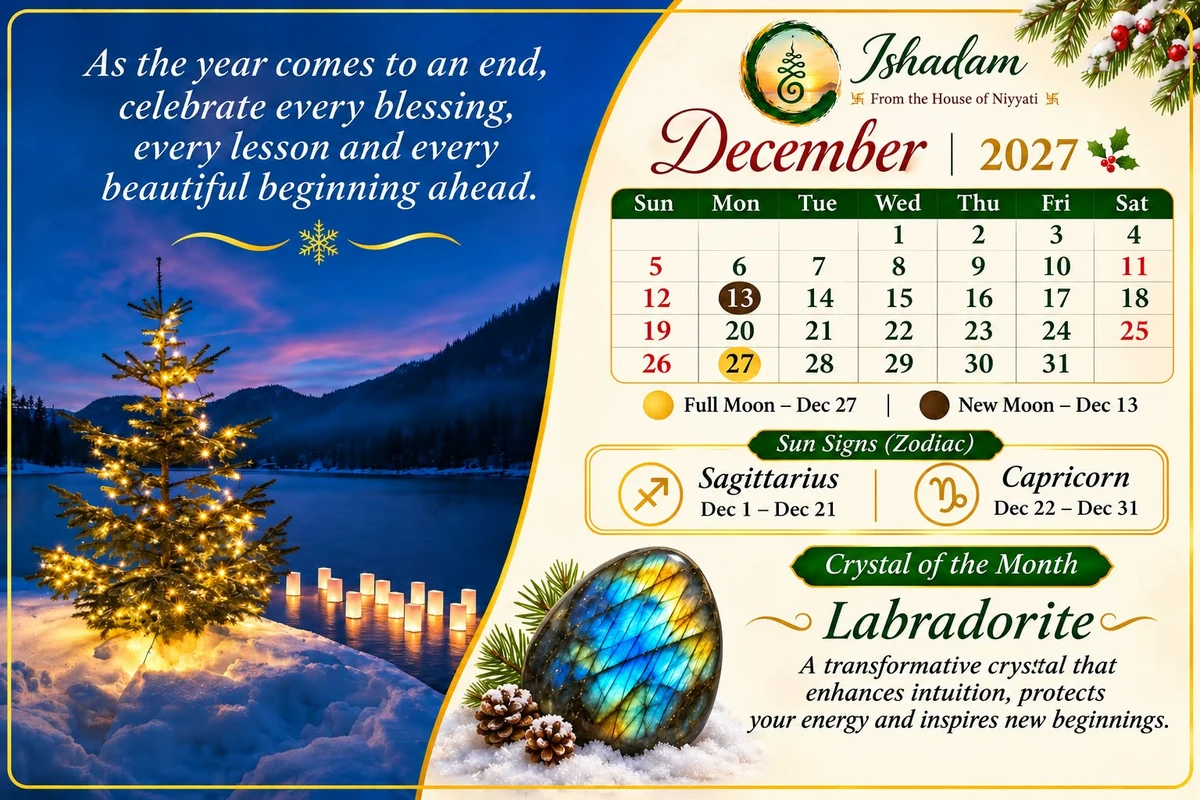 As the year comes to an end,
celebrate every blessing,
every lesson and every
beautiful beginning ahead.
Ishadam
卐 From the House of Niyyati 卐
December | 2027
Sun Mon Tue Wed Thu Fri Sat
1 2 3 4
5 6 7 8 9 10 11
12 13 14 15 16 17 18
19 20 21 22 23 24 25
26 27 28 29 30 31
Full Moon – Dec 27 | New Moon – Dec 13
Sun Signs (Zodiac)
♐ Sagittarius
Dec 1 – Dec 21
♑ Capricorn
Dec 22 – Dec 31
Crystal of the Month
Labradorite
A transformative crystal that
enhances intuition, protects
your energy and inspires new beginnings.